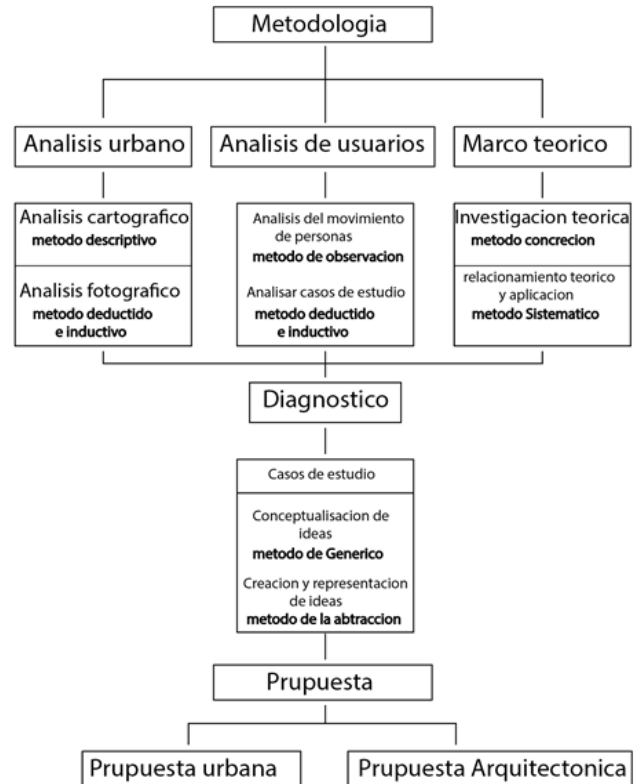 Metodologia
Analisis urbano
Analisis de usuarios
Marco teorico
Analisis cartografico
metodo descriptivo
Analisis fotografico
metodo deductido
e inductivo
Analisis del movimiento
de personas
metodo de observacion
Analisar casos de estudio
metodo deductido
e inductivo
Investigacion teorica
metodo concrecion
relacionamiento teorico
y aplicacion
metodo Sistematico
Diagnostico
Casos de estudio
Conceptualisacion de
ideas
metodo de Generico
Creacion y representacion
de ideas
metodo de la abtraccion
Prupuesta
Prupuesta urbana
Prupuesta Arquitectonica